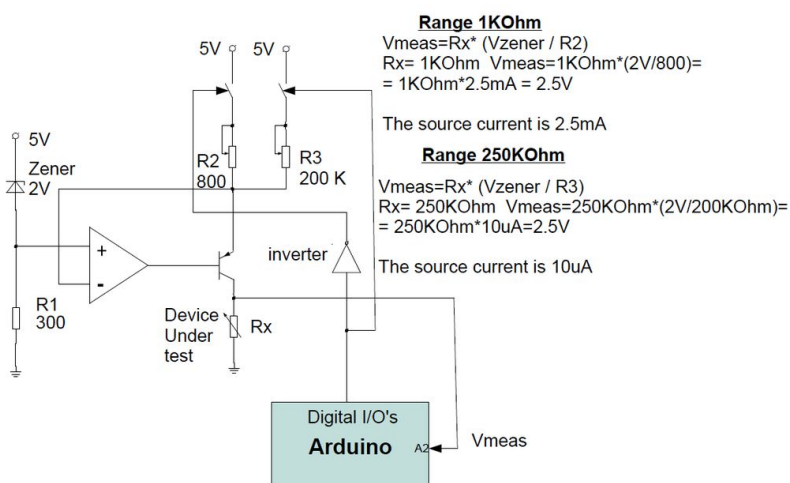 Range 1KOhm
Vmeas=Rx* (Vzener / R2)
Rx= 1KOhm  Vmeas=1KOhm*(2V/800)=
= 1KOhm*2.5mA = 2.5V
The source current is 2.5mA
Range 250KOhm
Vmeas=Rx* (Vzener / R3)
Rx= 250KOhm  Vmeas=250KOhm*(2V/200KOhm)=
= 250KOhm*10uA=2.5V
The source current is 10uA
5V
5V
5V
Zener
2V
R2
800
R3
200 K
+
-
R1
300
inverter
Device
Under
test
Rx
Digital I/O's
Arduino
A2
Vmeas